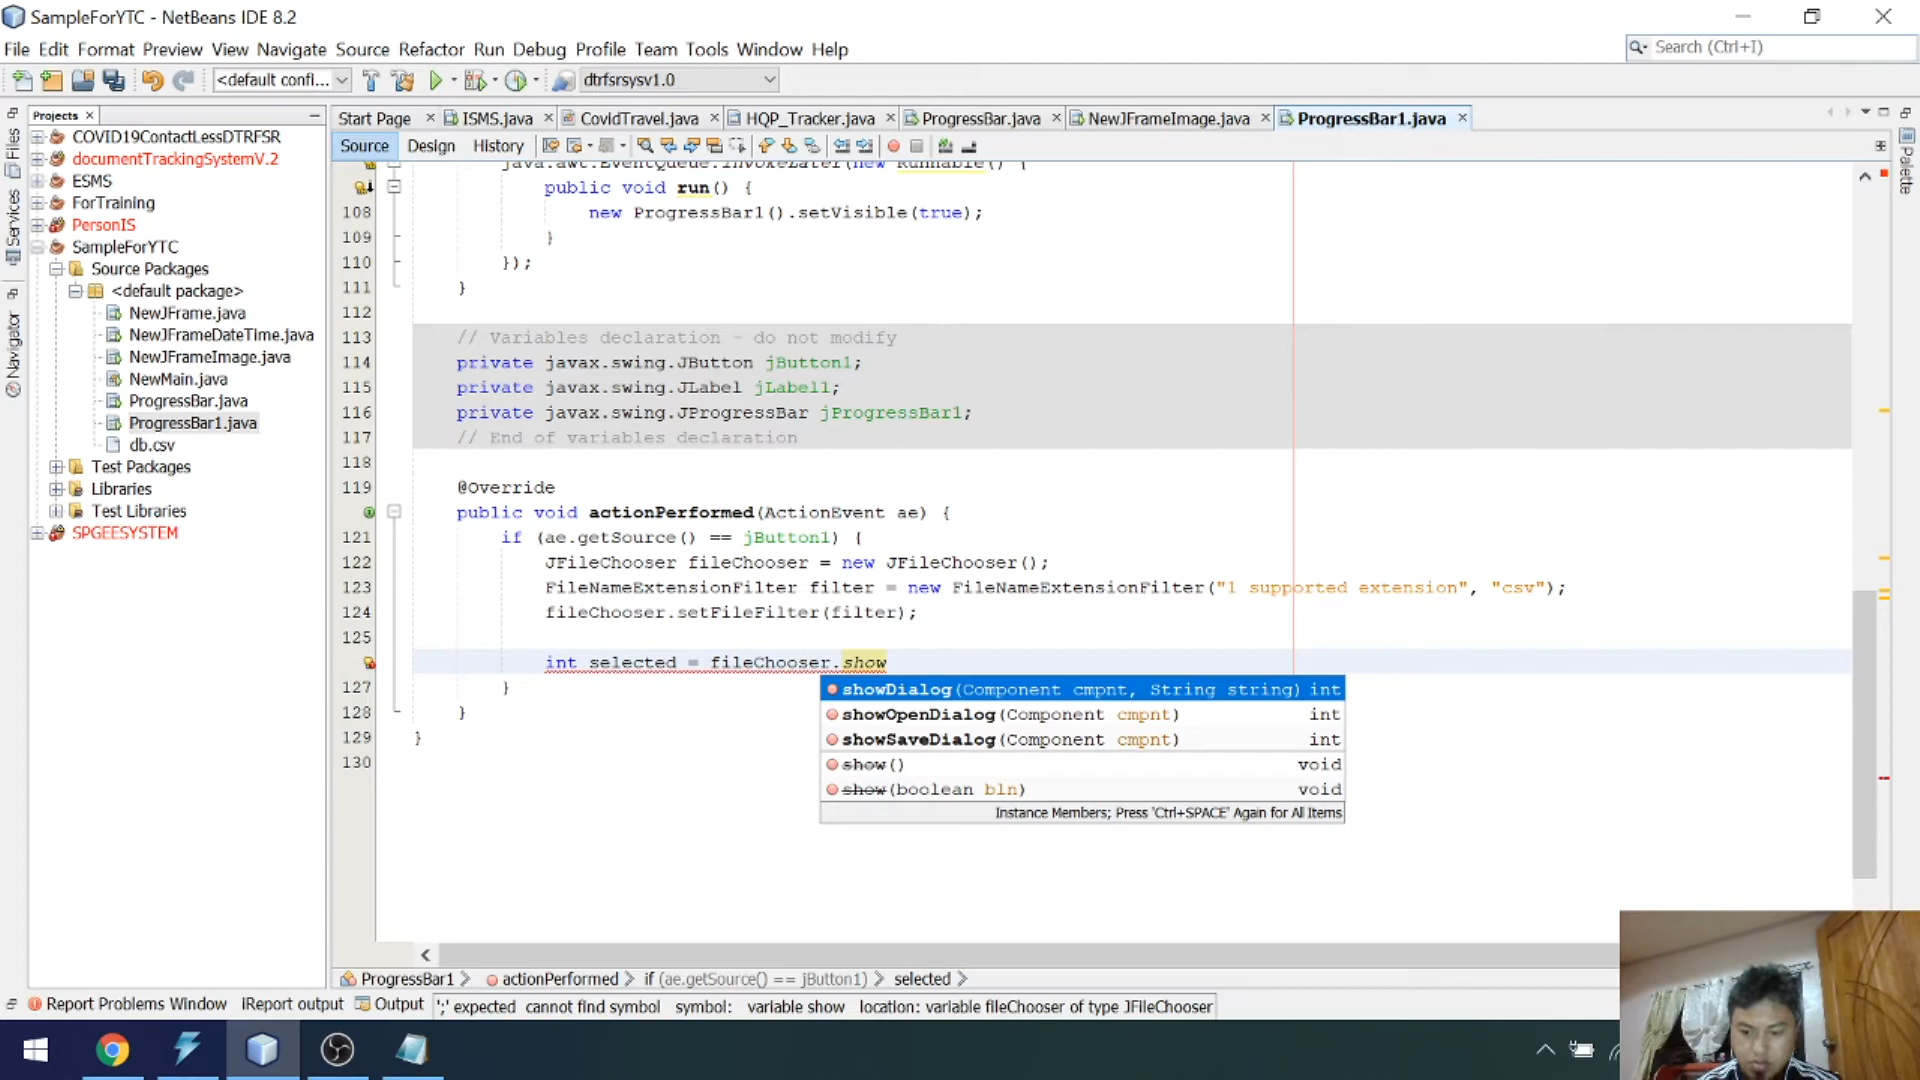 SampleForYTC - NetBeans IDE 8.2
File Edit Format Preview View Navigate Source Refactor Run Debug Profile Team Tools Window Help
Search (Ctrl+I)
<default confi...
dtrfsrsysv1.0
Projects
Start Page
ISMS.java
CovidTravel.java
HQP_Tracker.java
ProgressBar.java
NewJFrameImage.java
ProgressBar1.java
Source Design History
Files
Services
Navigator
Palette
COVID19ContactLessDTRFSR
documentTrackingSystemV.2
ESMS
ForTraining
PersonIS
SampleForYTC
Source Packages
<default package>
NewJFrame.java
NewJFrameDateTIme.java
NewJFrameImage.java
NewMain.java
ProgressBar.java
ProgressBar1.java
db.csv
Test Packages
Libraries
Test Libraries
SPGEESYSTEM
java.awt.EventQueue.invokeLater(new Runnable() {
public void run() {
108 new ProgressBar1().setVisible(true);
109 }
110 });
111 }
112
113 // Variables declaration - do not modify
114 private javax.swing.JButton jButton1;
115 private javax.swing.JLabel jLabel1;
116 private javax.swing.JProgressBar jProgressBar1;
117 // End of variables declaration
118
119 @Override
public void actionPerformed(ActionEvent ae) {
121 if (ae.getSource() == jButton1) {
122 JFileChooser fileChooser = new JFileChooser();
123 FileNameExtensionFilter filter = new FileNameExtensionFilter("1 supported extension", "csv");
124 fileChooser.setFileFilter(filter);
125
int selected = fileChooser.show
127 }
128 }
129 }
130
showDialog(Component cmpnt, String string) int
showOpenDialog(Component cmpnt) int
showSaveDialog(Component cmpnt) int
show() void
show(boolean bln) void
Instance Members; Press 'Ctrl+SPACE' Again for All Items
ProgressBar1 actionPerformed if (ae.getSource() == jButton1) selected
Report Problems Window iReport output Output ';' expected cannot find symbol symbol: variable show location: variable fileChooser of type JFileChooser